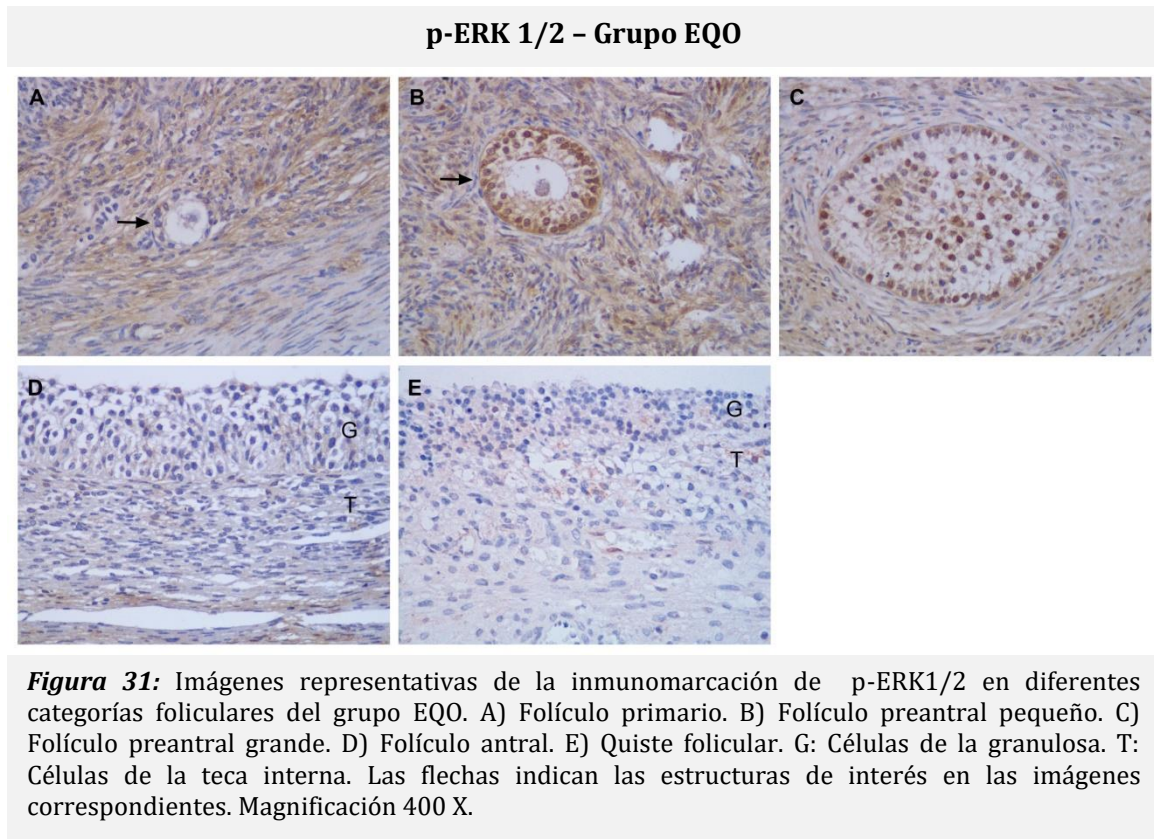 p-ERK 1/2 – Grupo EQO
A
B
C
D
G
T
E
G
T
Figura 31: Imágenes representativas de la inmunomarcación de p-ERK1/2 en diferentes
categorías foliculares del grupo EQO. A) Folículo primario. B) Folículo preantral pequeño. C)
Folículo preantral grande. D) Folículo antral. E) Quiste folicular. G: Células de la granulosa. T:
Células de la teca interna. Las flechas indican las estructuras de interés en las imágenes
correspondientes. Magnificación 400 X.